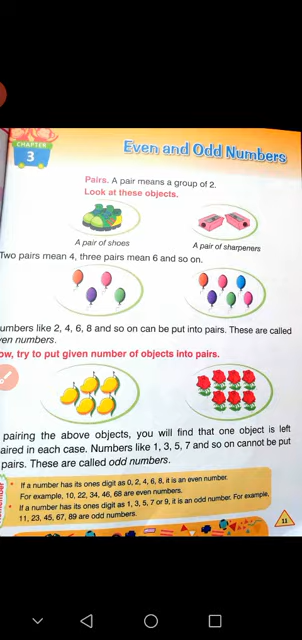 CHAPTER
3
Even and Odd Numbers
Pairs. A pair means a group of 2.
Look at these objects.
A pair of shoes
A pair of sharpeners
Two pairs mean 4, three pairs mean 6 and so on.
umbers like 2, 4, 6, 8 and so on can be put into pairs. These are called
ven numbers.
ow, try to put given number of objects into pairs.
pairing the above objects, you will find that one object is left
aired in each case. Numbers like 1, 3, 5, 7 and so on cannot be put
pairs. These are called odd numbers.
• If a number has its ones digit as 0, 2, 4, 6, 8, it is an even number.
For example, 10, 22, 34, 46, 68 are even numbers.
• If a number has its ones digit as 1, 3, 5, 7 or 9, it is an odd number. For example,
11, 23, 45, 67, 89 are odd numbers.
11